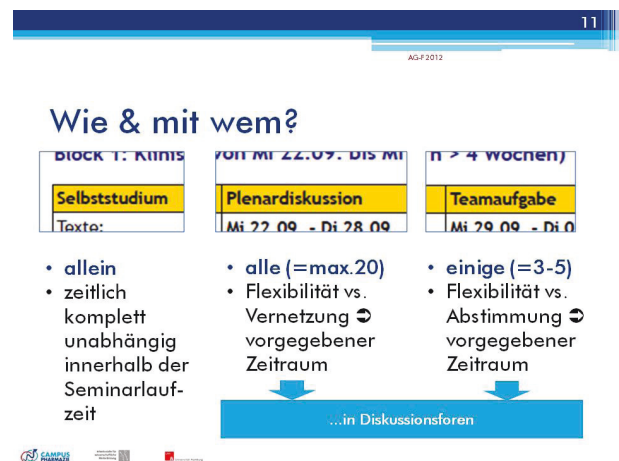 11
AG-F 2012
Wie & mit wem?
Block 1: Klinis
von Mi 22.09. bis Mi
n > 4 Wochen)
Selbststudium
Plenardiskussion
Teamaufgabe
Texte:
Mi 22.09. - Di 28.09.
Mi 29.09. - Di 0
• allein
• zeitlich
komplett
unabhängig
innerhalb der
Seminarlauf-
zeit
• alle (=max.20)
• Flexibilität vs.
Vernetzung ➲
vorgegebener
Zeitraum
• einige (=3-5)
• Flexibilität vs.
Abstimmung ➲
vorgegebener
Zeitraum
...in Diskussionsforen
CAMPUS
PHARMAZIE